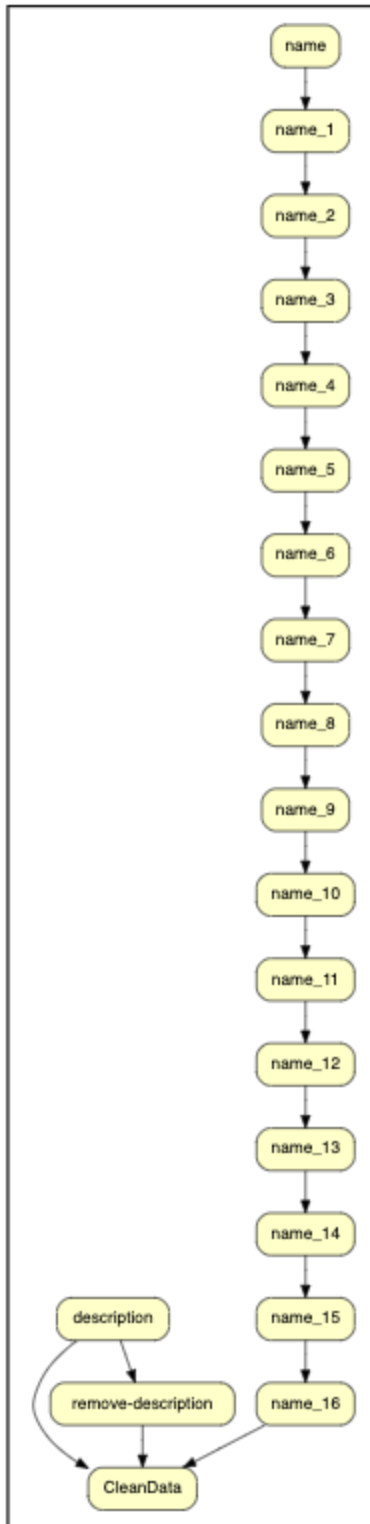 name
name_1
name_2
name_3
name_4
name_5
name_6
name_7
name_8
name_9
name_10
name_11
name_12
name_13
name_14
description
name_15
remove-description
name_16
CleanData